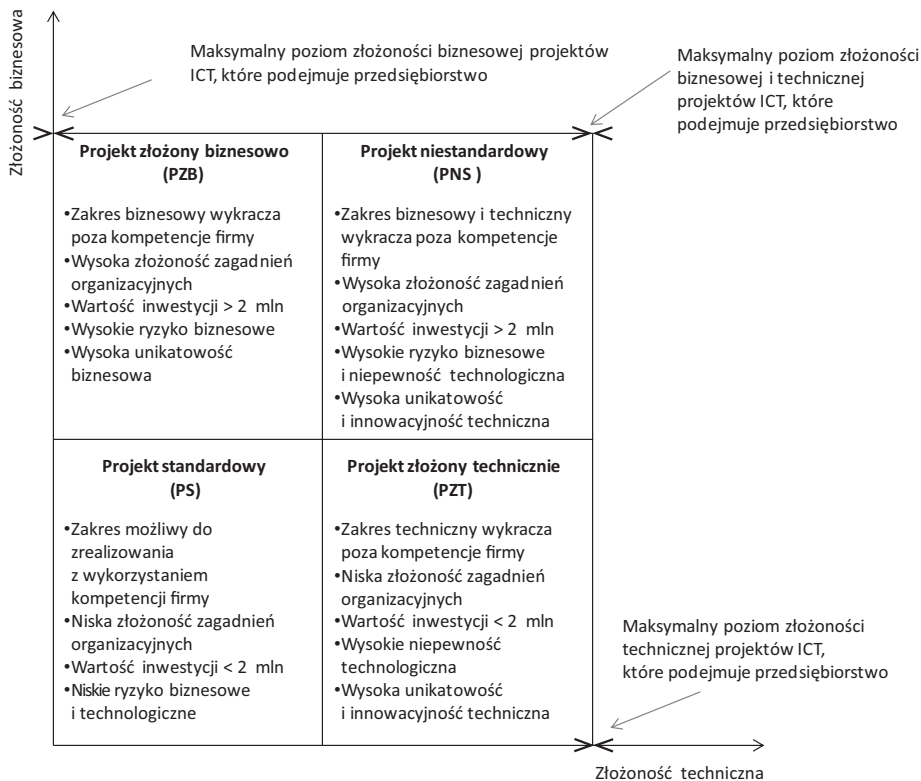 Złożoność biznesowa
Maksymalny poziom złożoności biznesowej projektów
ICT, które podejmuje przedsiębiorstwo
Maksymalny poziom złożoności
biznesowej i technicznej
projektów ICT, które
podejmuje przedsiębiorstwo
Projekt złożony biznesowo
(PZB)
•Zakres biznesowy wykracza
poza kompetencje firmy
•Wysoka złożoność zagadnień
organizacyjnych
•Wartość inwestycji > 2 mln
•Wysokie ryzyko biznesowe
•Wysoka unikatowość
biznesowa
Projekt niestandardowy
(PNS )
•Zakres biznesowy i techniczny
wykracza poza kompetencje
firmy
•Wysoka złożoność zagadnień
organizacyjnych
•Wartość inwestycji > 2 mln
•Wysokie ryzyko biznesowe
i niepewność technologiczna
•Wysoka unikatowość
i innowacyjność techniczna
Projekt standardowy
(PS)
•Zakres możliwy do
zrealizowania
z wykorzystaniem
kompetencji firmy
•Niska złożoność zagadnień
organizacyjnych
•Wartość inwestycji < 2 mln
•Niskie ryzyko biznesowe
i technologiczne
Projekt złożony technicznie
(PZT)
•Zakres techniczny wykracza
poza kompetencje firmy
•Niska złożoność zagadnień
organizacyjnych
•Wartość inwestycji < 2 mln
•Wysokie niepewność
technologiczna
•Wysoka unikatowość
i innowacyjność techniczna
Maksymalny poziom złożoności
technicznej projektów ICT,
które podejmuje przedsiębiorstwo
Złożoność techniczna